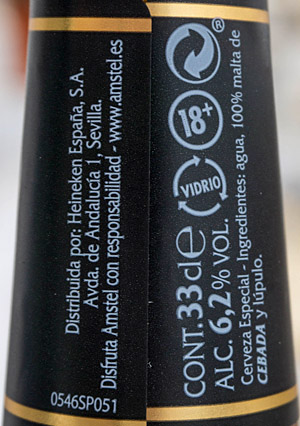 Distribuida por: Heineken España, S.A.
Avda. de Andalucía 1, Sevilla.
Disfruta Amstel con responsabilidad - www.amstel.es
0546SP051
®
18+
VIDRIO
CONT. 33 cl e
ALC. 6,2 % VOL.
Cerveza Especial - Ingredientes: agua, 100% malta de
CEBADA y lúpulo.